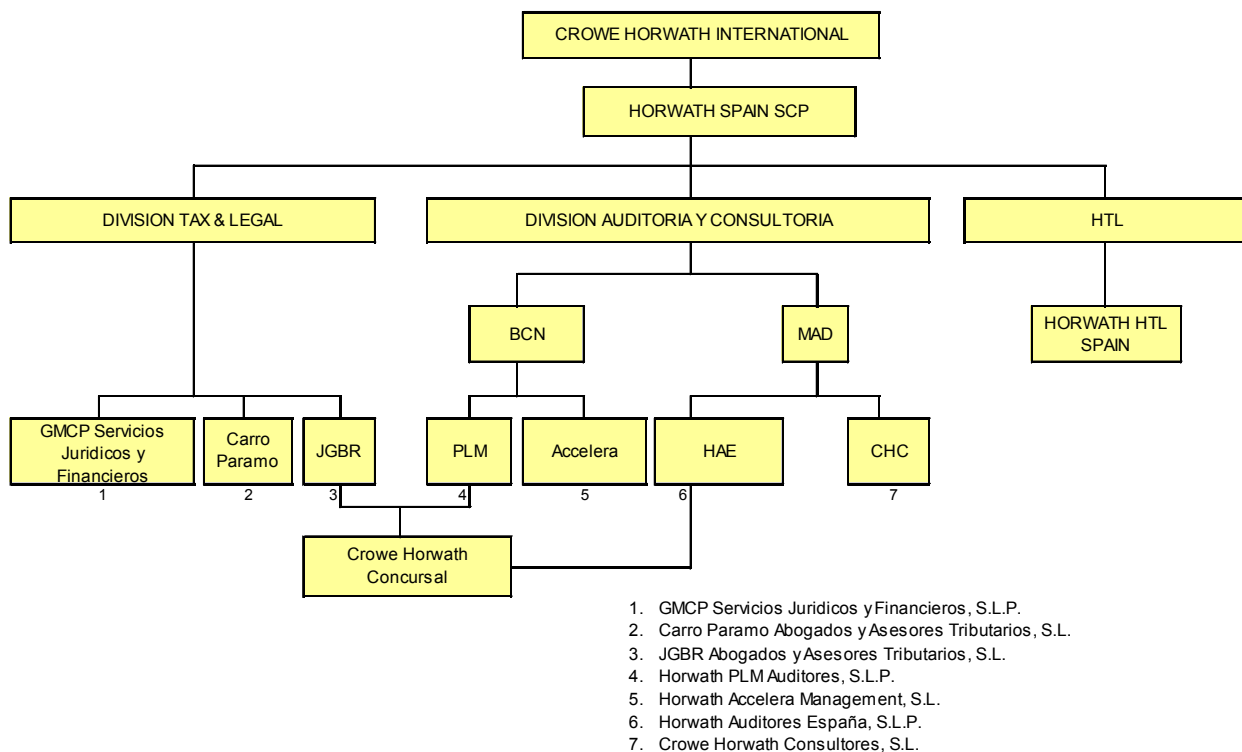 CROWE HORWATH INTERNATIONAL
HORWATH SPAIN SCP
DIVISION TAX & LEGAL
DIVISION AUDITORIA Y CONSULTORIA
HTL
BCN
MAD
HORWATH HTL
SPAIN
GMCP Servicios
Juridicos y
Financieros
Carro
Paramo
JGBR
PLM
Accelera
HAE
CHC
1
2
3
4
5
6
7
Crowe Horwath
Concursal
1. GMCP Servicios Juridicos y Financieros, S.L.P.
2. Carro Paramo Abogados y Asesores Tributarios, S.L.
3. JGBR Abogados y Asesores Tributarios, S.L.
4. Horwath PLM Auditores, S.L.P.
5. Horwath Accelera Management, S.L.
6. Horwath Auditores España, S.L.P.
7. Crowe Horwath Consultores, S.L.